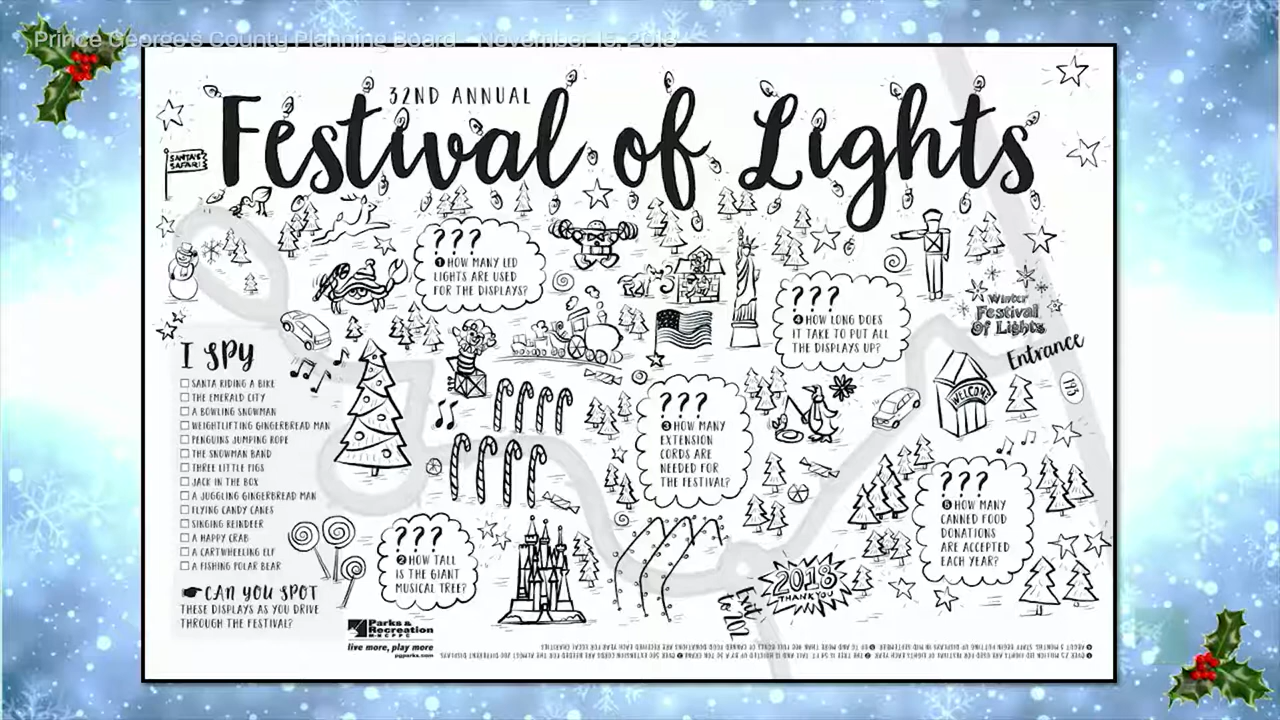 Prince George's County Planning Board - November 15, 2018
32ND ANNUAL
Festival of Lights
SANTA'S
SAFARI
???
1 HOW MANY LED
LIGHTS ARE USED
FOR THE DISPLAYS?
???
4 HOW LONG DOES
IT TAKE TO PUT ALL
THE DISPLAYS UP?
Winter
Festival
Of Lights
Entrance
WELCOME
I SPY
SANTA RIDING A BIKE
THE EMERALD CITY
A BOWLING SNOWMAN
WEIGHTLIFTING GINGERBREAD MAN
PENGUINS JUMPING ROPE
THE SNOWMAN BAND
THREE LITTLE PIGS
JACK IN THE BOX
A JUGGLING GINGERBREAD MAN
FLYING CANDY CANES
SINGING REINDEER
A HAPPY CRAB
A CARTWHEELING ELF
A FISHING POLAR BEAR
CAN YOU SPOT
THESE DISPLAYS AS YOU DRIVE
THROUGH THE FESTIVAL?
???
3 HOW MANY
EXTENSION
CORDS ARE
NEEDED FOR
THE FESTIVAL?
???
5 HOW MANY
CANNED FOOD
DONATIONS
ARE ACCEPTED
EACH YEAR?
???
2 HOW TALL
IS THE GIANT
MUSICAL TREE?
2018
THANK YOU
Exit
to 202
Parks &
Recreation
M-NCPPC
live more, play more
pgparks.com